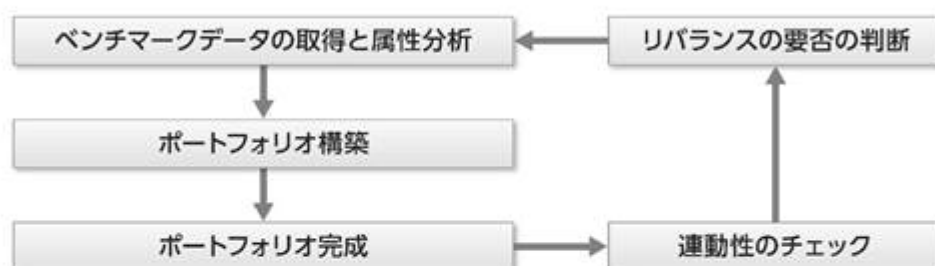 ベンチマークデータの取得と属性分析
リバランスの要否の判断
ポートフォリオ構築
ポートフォリオ完成
連動性のチェック